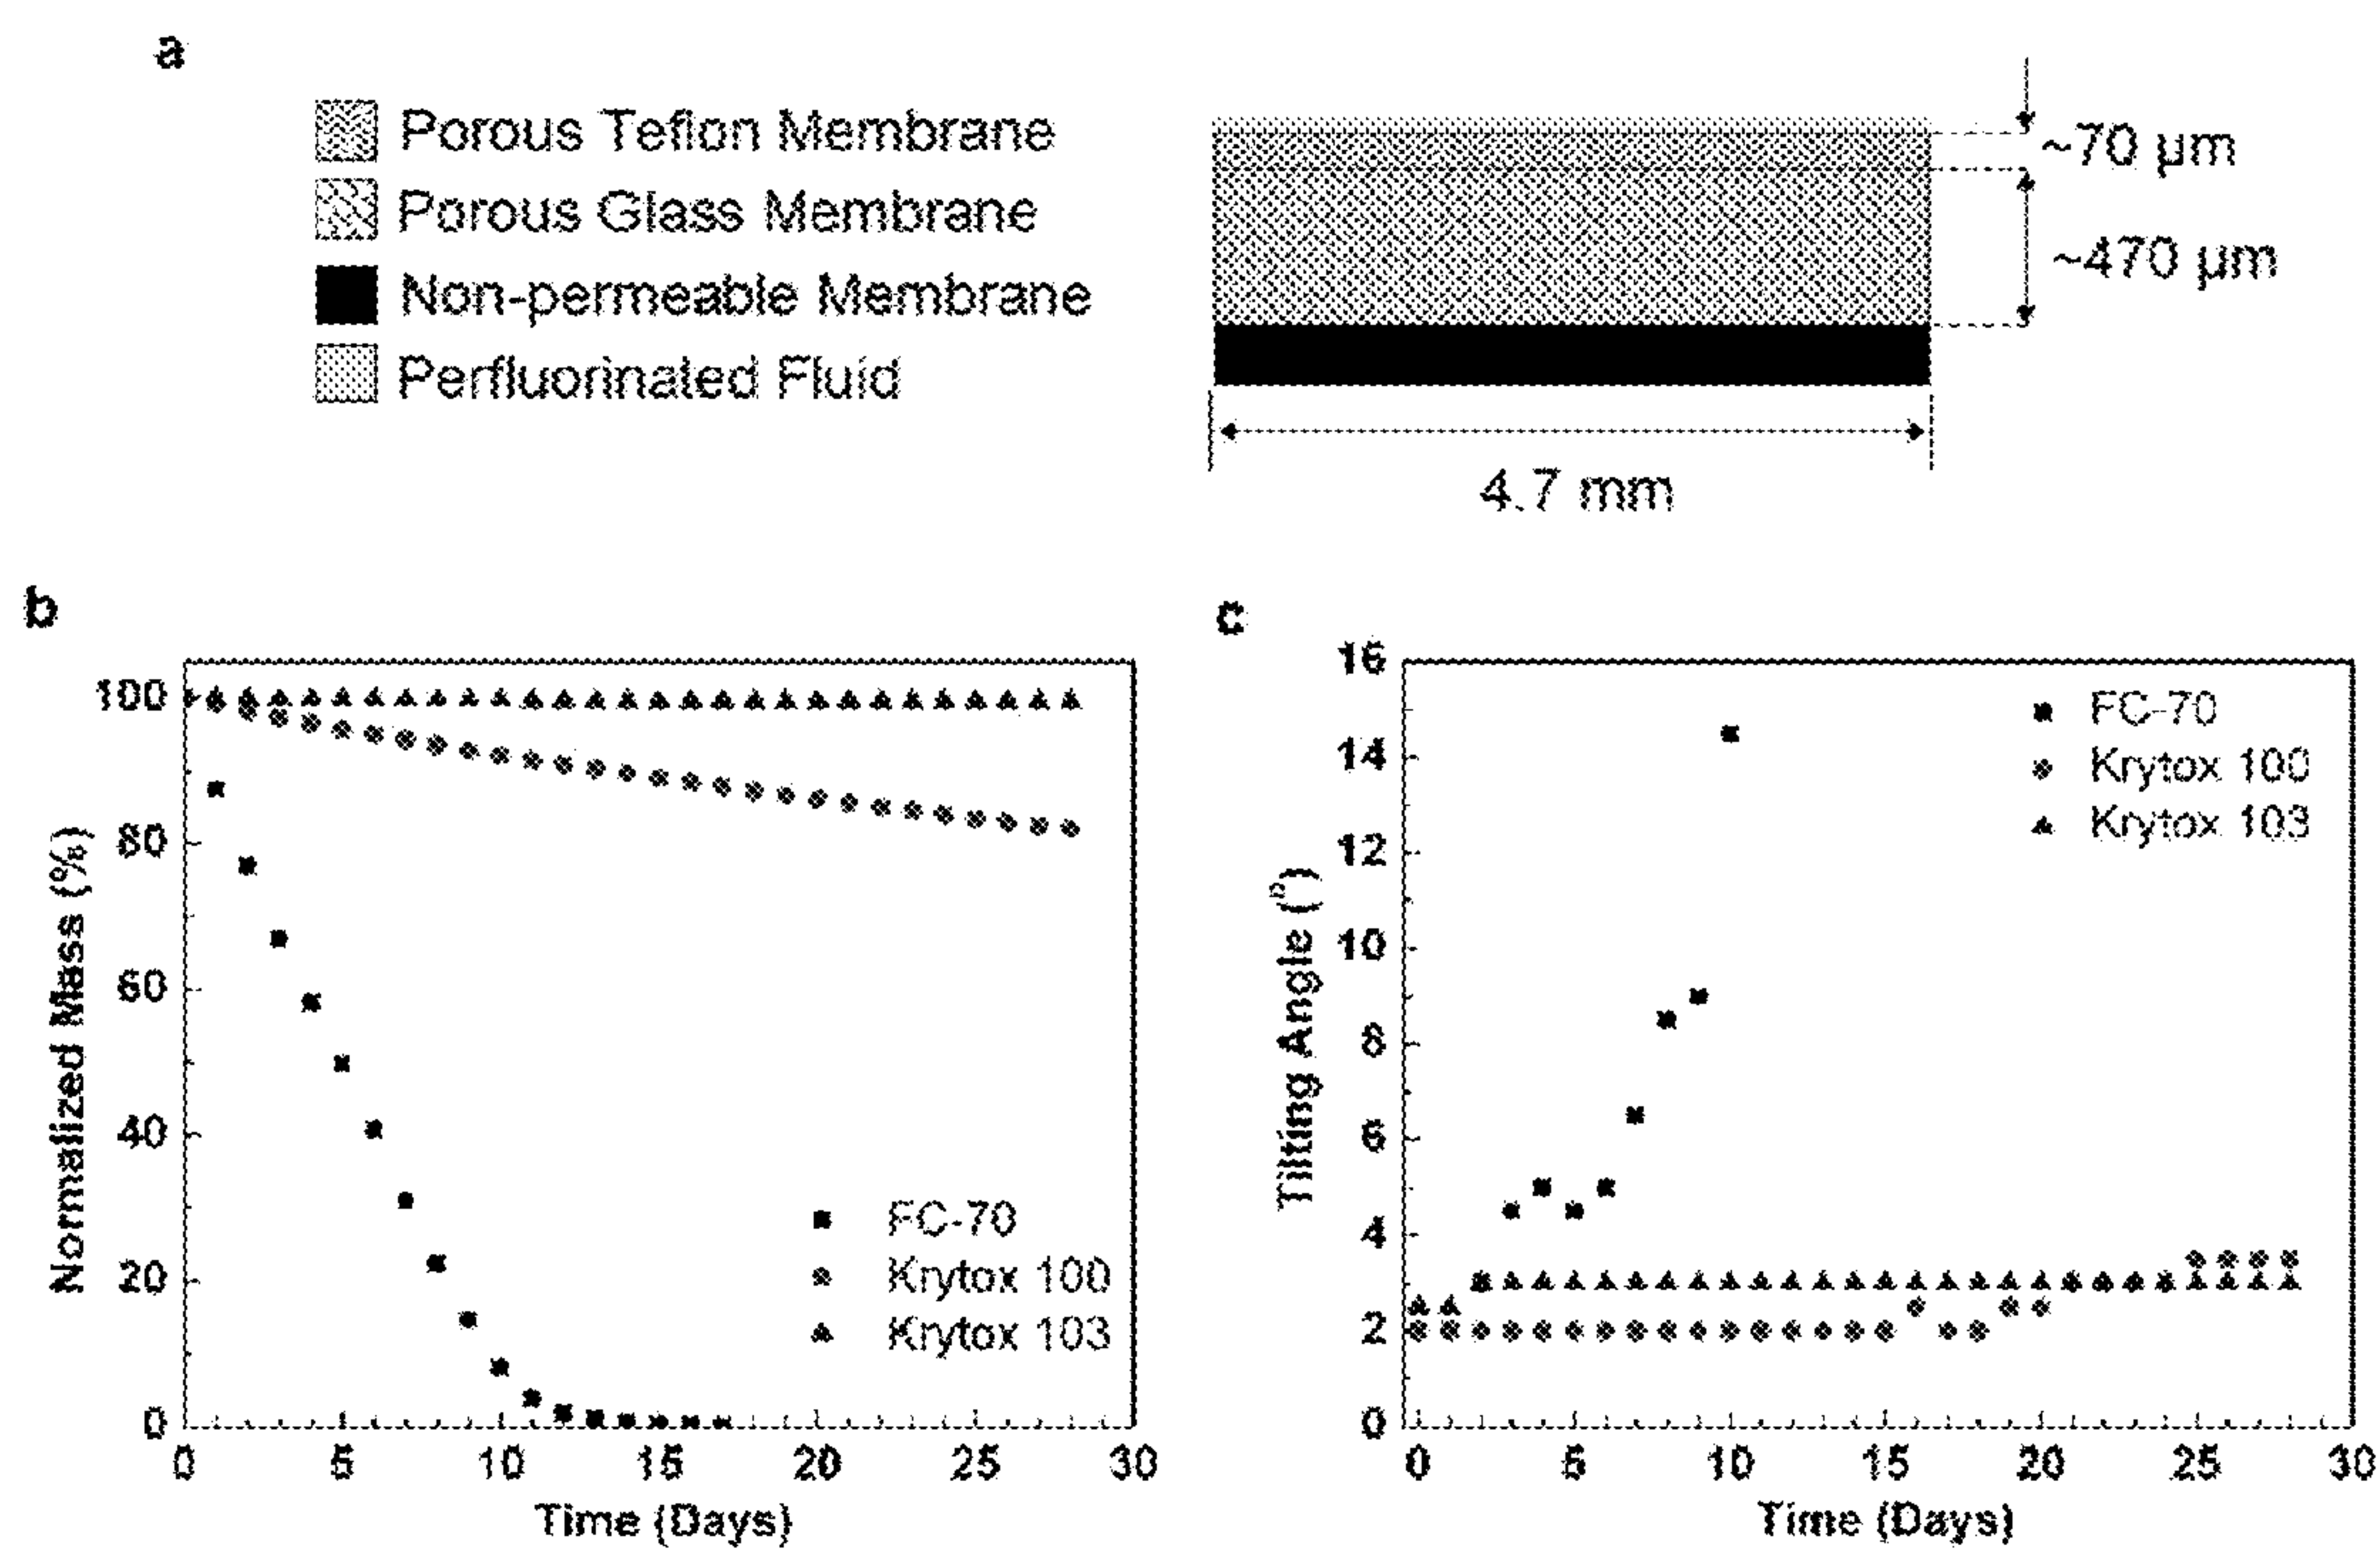 a
Porous Teflon Membrane
Porous Glass Membrane
Non-permeable Membrane
Perfluorinated Fluid
~70 µm
~470 µm
4.7 mm
b
100
80
60
40
20
0
0 5 10 15 20 25 30
Normalized Mass (%)
Time (Days)
FC-70
Krytox 100
Krytox 103
c
16
14
12
10
8
6
4
2
0
0 5 10 15 20 25 30
Tilting Angle (°)
Time (Days)
FC-70
Krytox 100
Krytox 103